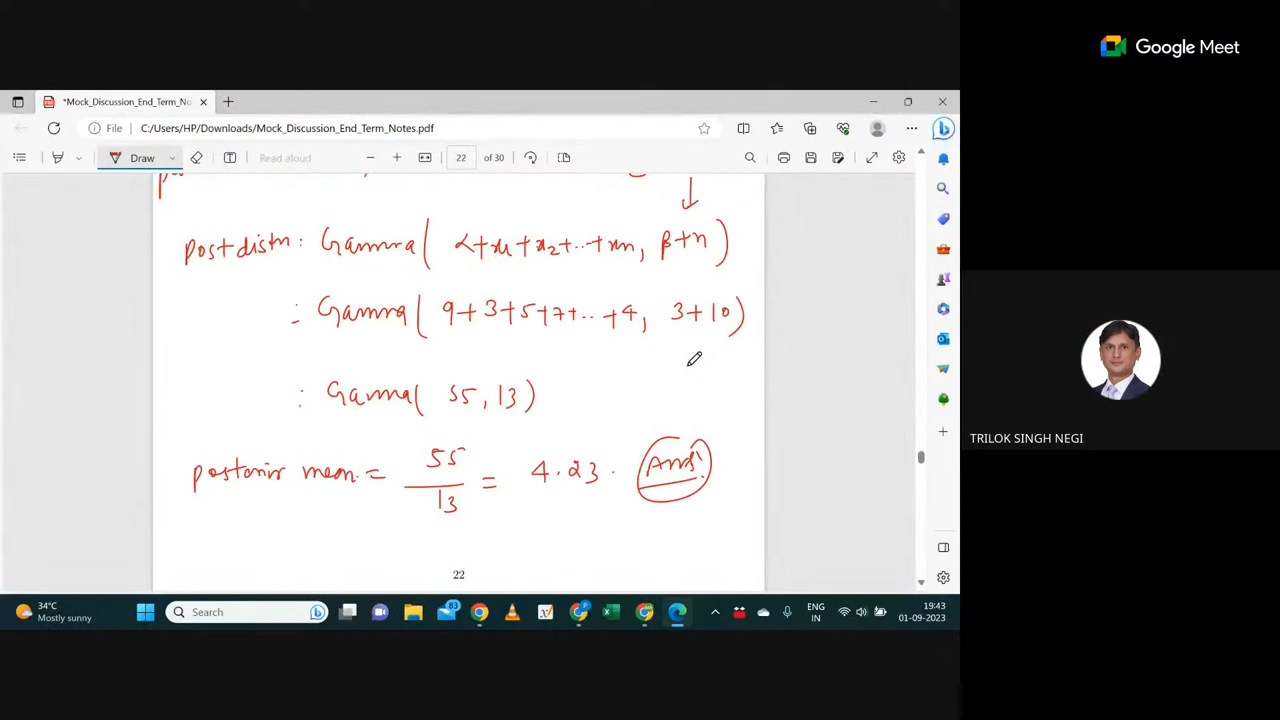 Google Meet
*Mock_Discussion_End_Term_No
File
C:/Users/HP/Downloads/Mock_Discussion_End_Term_Notes.pdf
Draw
Read aloud
22 of 30
post distn: Gamma( α+x1+x2+...+xn, β+n )
: Gamma( 9+3+5+7+...+4, 3+10 )
: Gamma( 55, 13 )
posterior mean = 55/13 = 4.23. Ans
22
TRILOK SINGH NEGI
34°C
Mostly sunny
Search
83
ENG
IN
19:43
01-09-2023